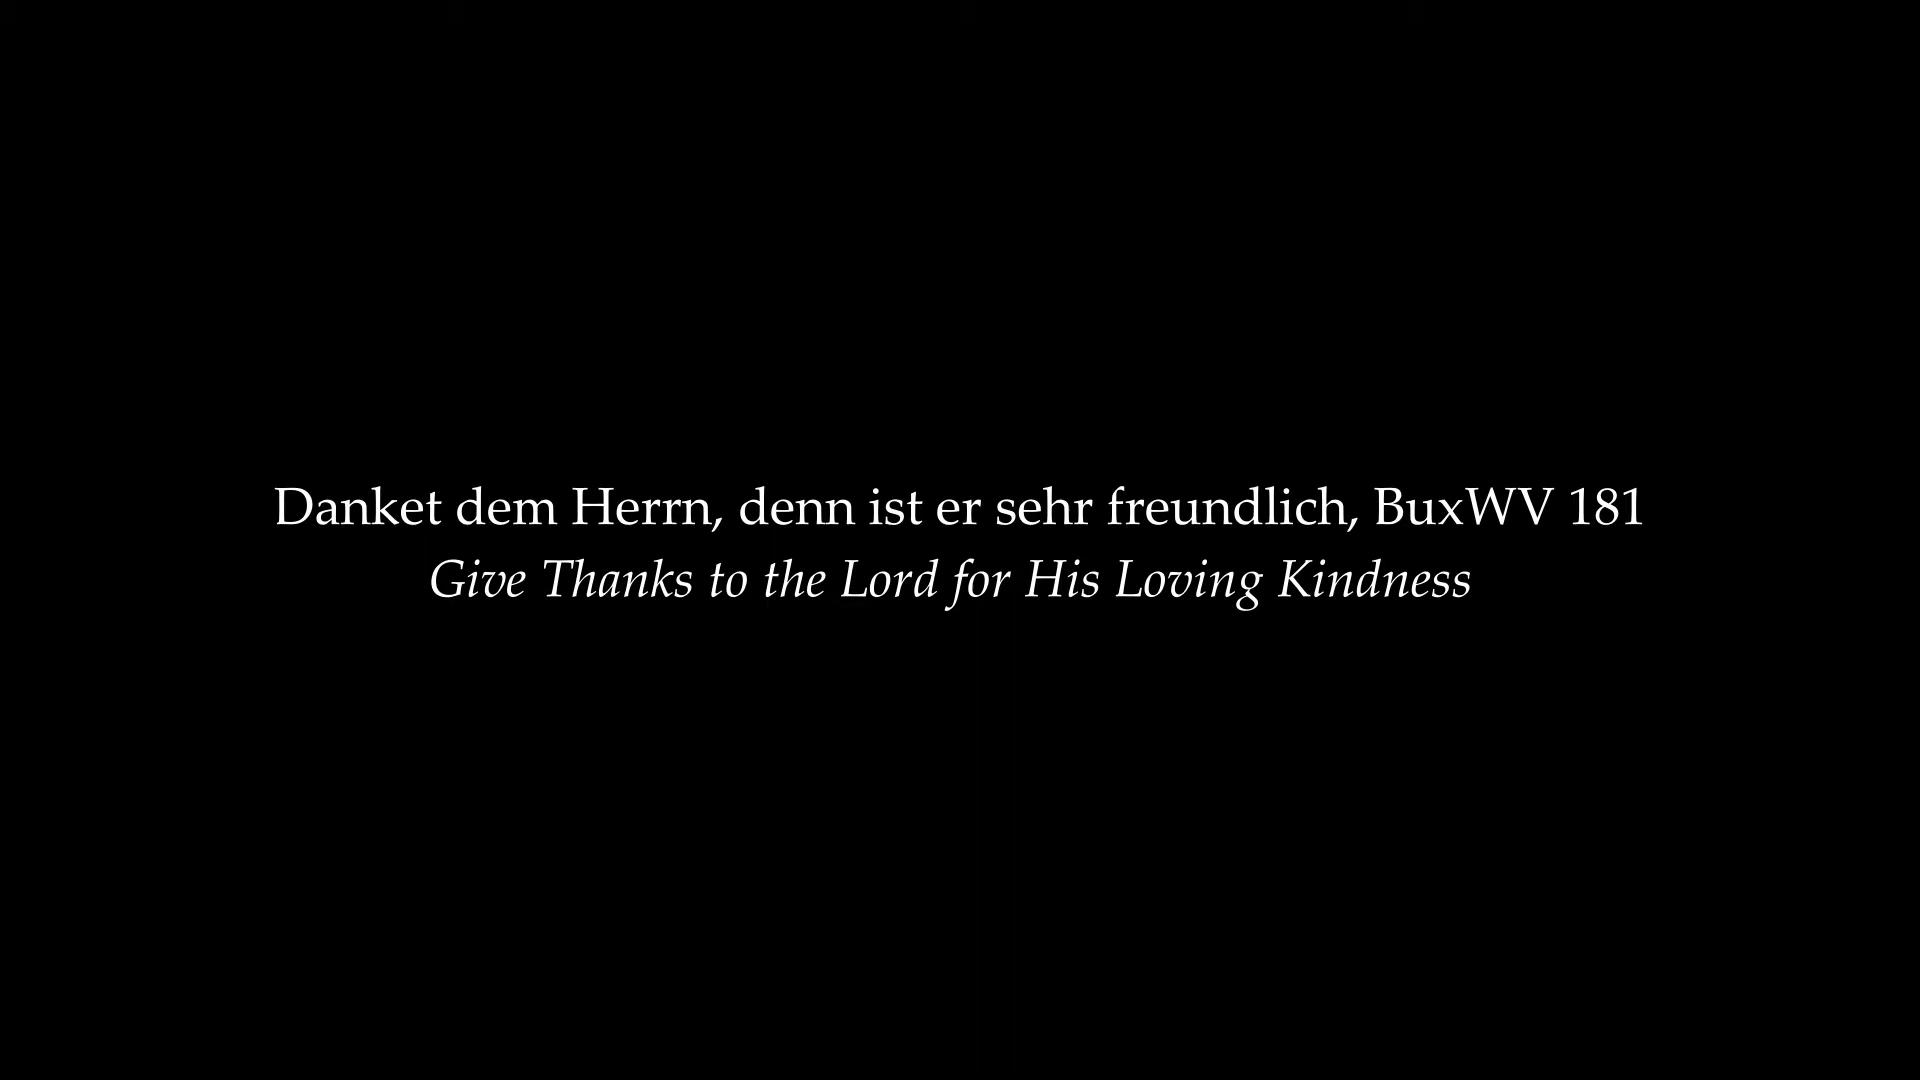 Danket dem Herrn, denn ist er sehr freundlich, BuxWV 181
Give Thanks to the Lord for His Loving Kindness